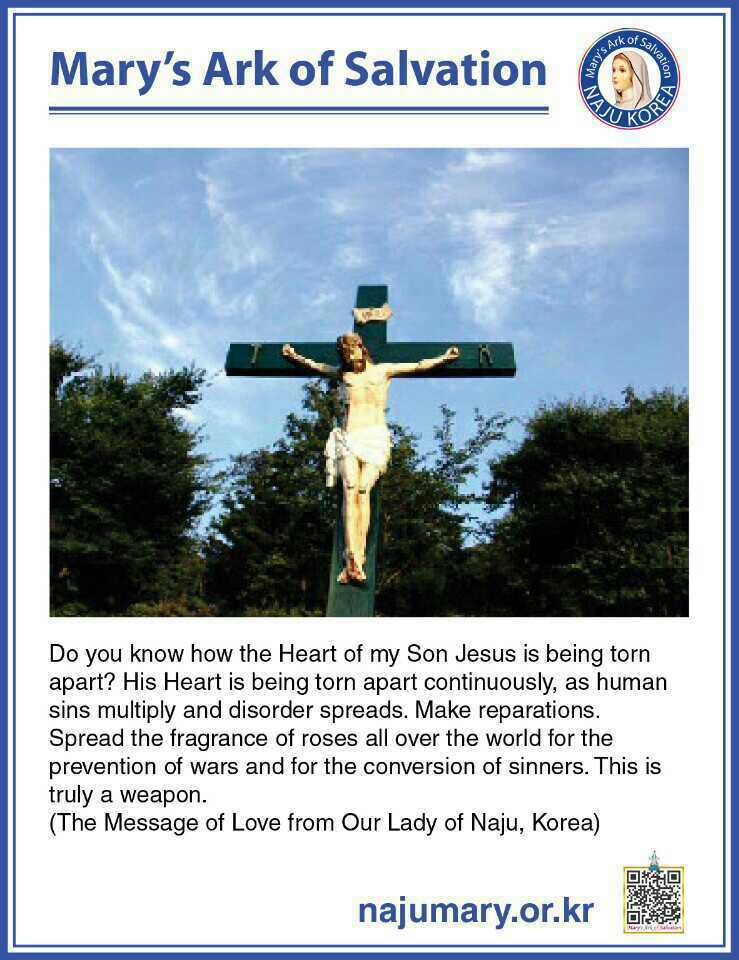 Mary's Ark of Salvation
Mary's Ark of Salvation
NAJU KOREA
Do you know how the Heart of my Son Jesus is being torn
apart? His Heart is being torn apart continuously, as human
sins multiply and disorder spreads. Make reparations.
Spread the fragrance of roses all over the world for the
prevention of wars and for the conversion of sinners. This is
truly a weapon.
(The Message of Love from Our Lady of Naju, Korea)
najumary.or.kr
Mary's Ark of Salvation